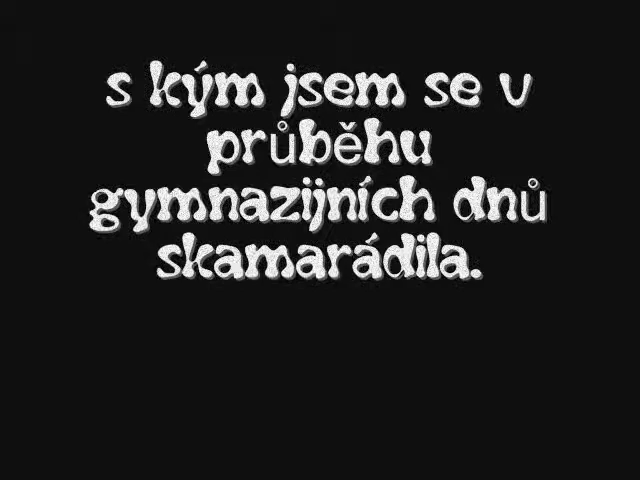 s kým jsem se v
průběhu
gymnazijních dnů
skamarádila.